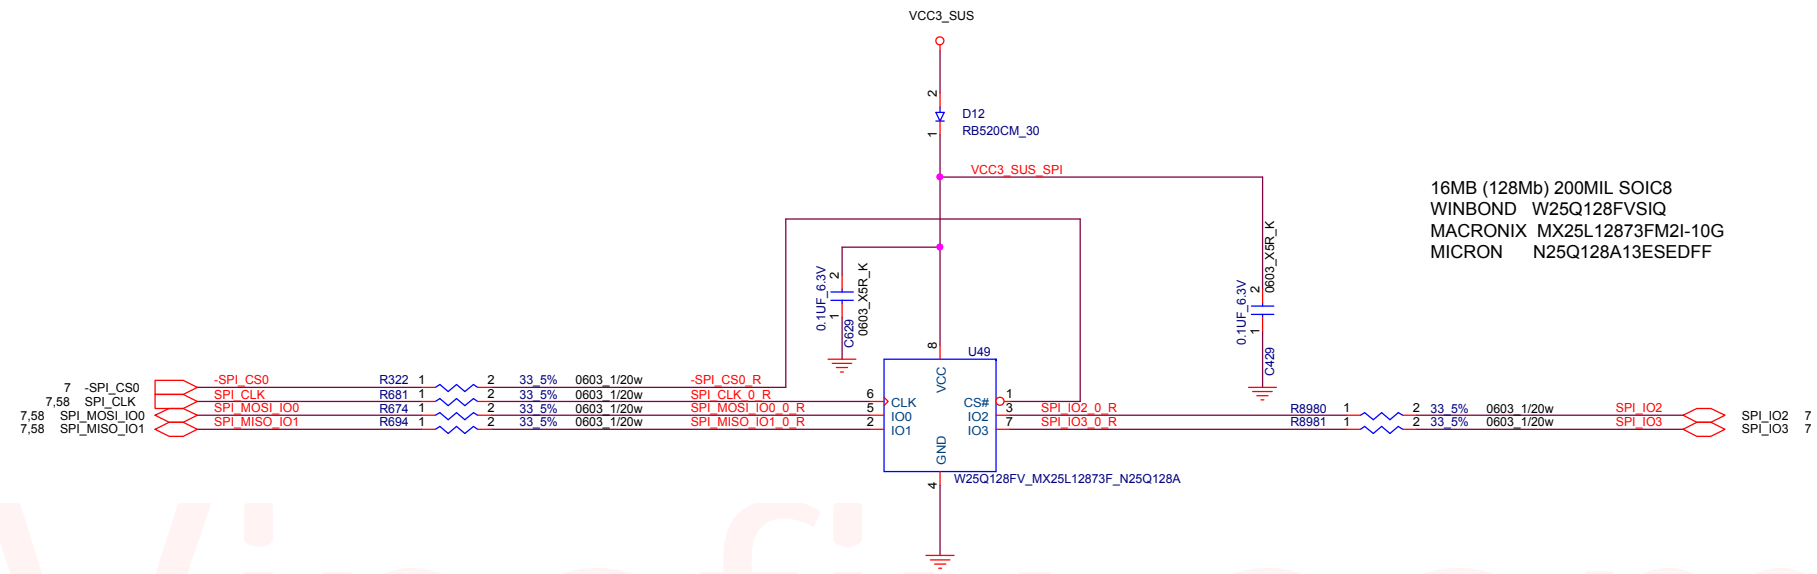 VCC3_SUS
2
D12
1
RB520CM_30
VCC3_SUS_SPI
16MB (128Mb) 200MIL SOIC8
WINBOND W25Q128FVSIQ
MACRONIX MX25L12873FM2I-10G
MICRON N25Q128A13ESEDFF
0.1UF_6.3V
2
1
C629
0603_X5R_K
0.1UF_6.3V
2
1
C429
0603_X5R_K
8
U49
VCC
7 -SPI_CS0 -SPI_CS0 R322 1 2 33_5% 0603_1/20w -SPI_CS0_R
7,58 SPI_CLK SPI_CLK R681 1 2 33_5% 0603_1/20w SPI_CLK_0_R 6 CLK CS# 1
7,58 SPI_MOSI_IO0 SPI_MOSI_IO0 R674 1 2 33_5% 0603_1/20w SPI_MOSI_IO0_0_R 5 IO0 IO2 3 SPI_IO2_0_R R8980 1 2 33_5% 0603_1/20w SPI_IO2 SPI_IO2 7
7,58 SPI_MISO_IO1 SPI_MISO_IO1 R694 1 2 33_5% 0603_1/20w SPI_MISO_IO1_0_R 2 IO1 IO3 7 SPI_IO3_0_R R8981 1 2 33_5% 0603_1/20w SPI_IO3 SPI_IO3 7
GND
4
W25Q128FV_MX25L12873F_N25Q128A